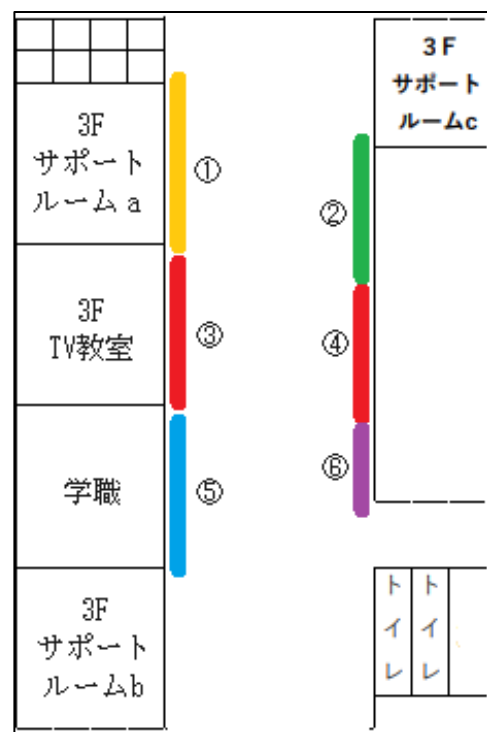 3F
サポート
ルームa
①
3F
TV教室
③
学職
⑤
3F
サポート
ルームb
3F
サポート
ルームc
②
④
⑥
トイレ
トイレ